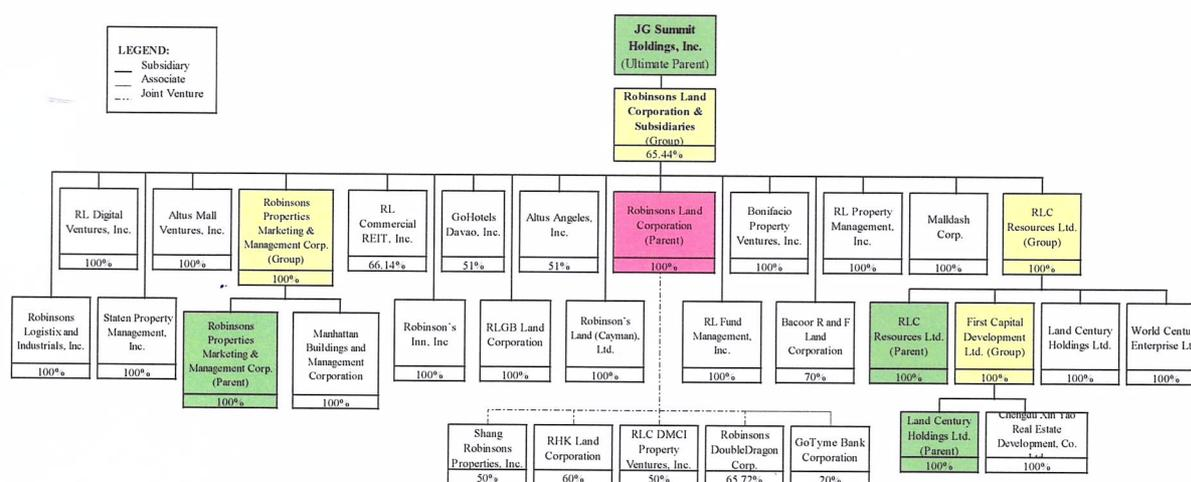 JG Summit
Holdings, Inc.
(Ultimate Parent)
LEGEND:
Subsidiary
Associate
Joint Venture
Robinsons Land
Corporation &
Subsidiaries
(Group)
65.44%
RL Digital
Ventures, Inc.
100%
Altus Mall
Ventures, Inc.
100%
Robinsons
Properties
Marketing &
Management Corp.
(Group)
100%
RL
Commercial
REIT, Inc.
66.14%
GoHotels
Davao, Inc.
51%
Altus Angeles,
Inc.
51%
Robinsons Land
Corporation
(Parent)
100%
Bonifacio
Property
Ventures, Inc.
100%
RL Property
Management,
Inc.
100%
Malldash
Corp.
100%
RLC
Resources Ltd.
(Group)
100%
Robinsons
Logistix and
Industrials, Inc.
100%
Staten Property
Management,
Inc.
100%
Robinsons
Properties
Marketing &
Management Corp.
(Parent)
100%
Manhattan
Buildings and
Management
Corporation
100%
Robinson's
Inn, Inc
100%
RLGB Land
Corporation
100%
Robinson's
Land (Cayman),
Ltd.
100%
RL Fund
Management,
Inc.
100%
Bacoor R and F
Land
Corporation
70%
RLC
Resources Ltd.
(Parent)
100%
First Capital
Development
Ltd. (Group)
100%
Land Century
Holdings Ltd.
100%
World
Enterprise
100%
Shang
Robinsons
Properties, Inc.
50%
RHK Land
Corporation
60%
RLC DMCI
Property
Ventures, Inc.
50%
Robinsons
DoubleDragon
Corp.
65.72%
GoTyme Bank
Corporation
20%
Land Century
Holdings Ltd.
(Parent)
100%
Chengdu Xin Yao
Real Estate
Development, Co.
100%